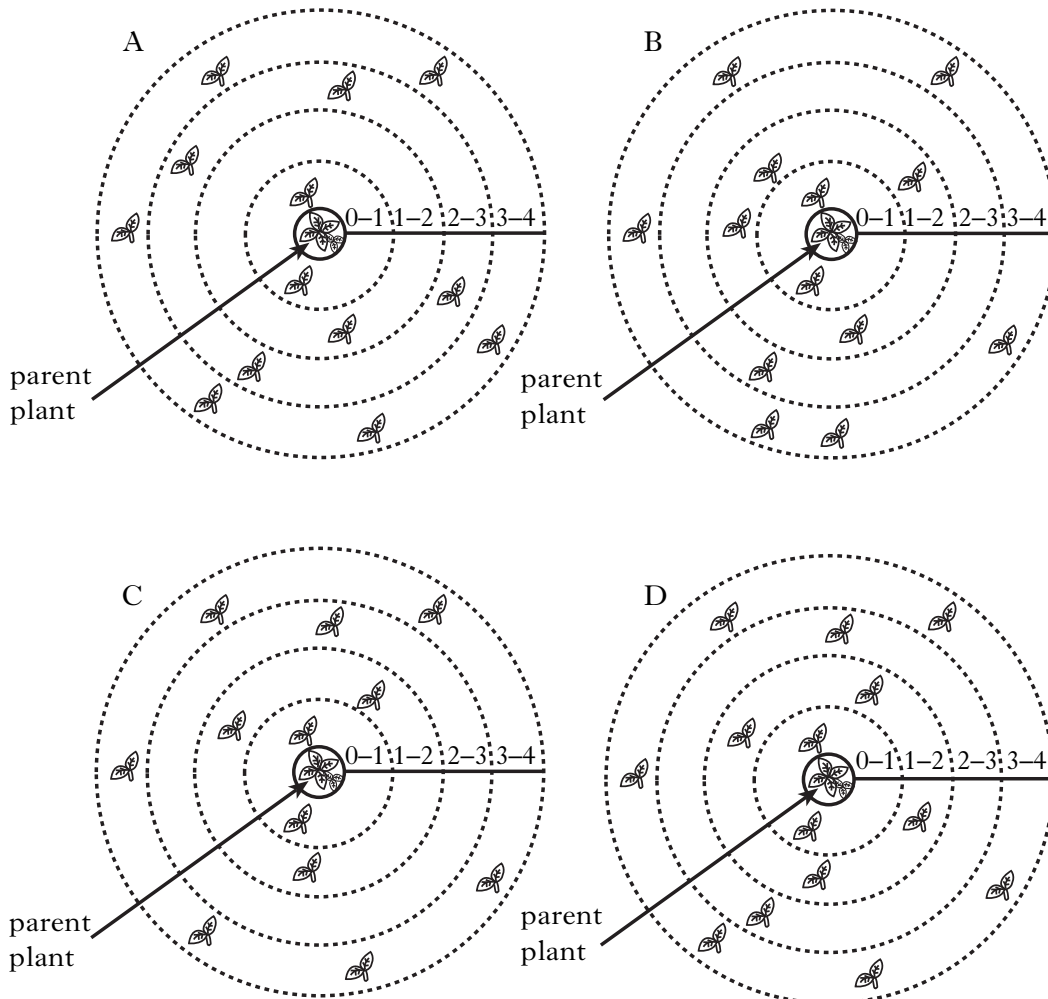 A
0–1 1–2 2–3 3–4
parent
plant
B
0–1 1–2 2–3 3–4
parent
plant
C
0–1 1–2 2–3 3–4
parent
plant
D
0–1 1–2 2–3 3–4
parent
plant